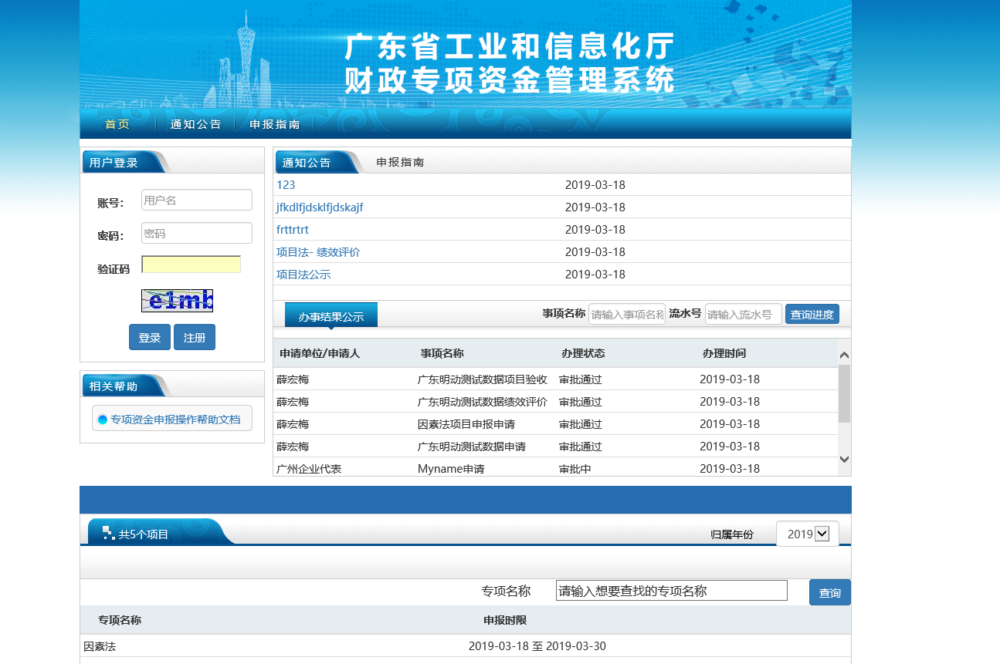 广东省工业和信息化厅
财政专项资金管理系统
首页 通知公告 申报指南
用户登录
账号: 用户名
密码: 密码
验证码
e1mb
登录 注册
相关帮助
专项资金申报操作帮助文档
通知公告 申报指南
123 2019-03-18
jfkdlfjdsklfjdskajf 2019-03-18
frttrtrt 2019-03-18
项目法- 绩效评价 2019-03-18
项目法公示 2019-03-18
办事结果公示 事项名称 请输入事项名称 流水号 请输入流水号 查询进度
申请单位/申请人 事项名称 办理状态 办理时间
薛宏梅 广东明动测试数据项目验收 审批通过 2019-03-18
薛宏梅 广东明动测试数据绩效评价 审批通过 2019-03-18
薛宏梅 因素法项目申报申请 审批通过 2019-03-18
薛宏梅 广东明动测试数据申请 审批通过 2019-03-18
广州企业代表 Myname申请 审批中 2019-03-18
共5个项目 归属年份 2019
专项名称 请输入想要查找的专项名称 查询
专项名称 申报时限
因素法 2019-03-18 至 2019-03-30